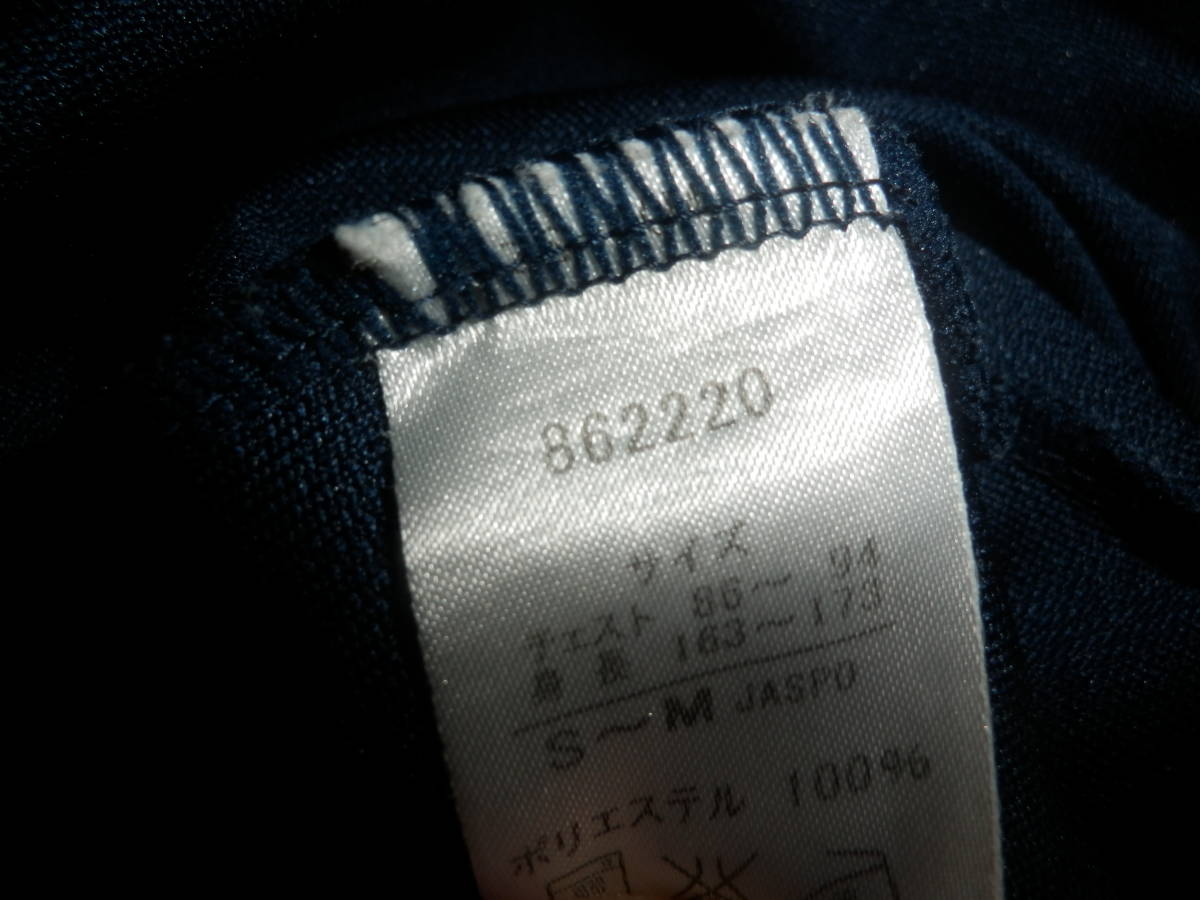 862220
サイズ
チェスト 86～94
身長 163～173
S～M JASPO
ポリエステル 100%